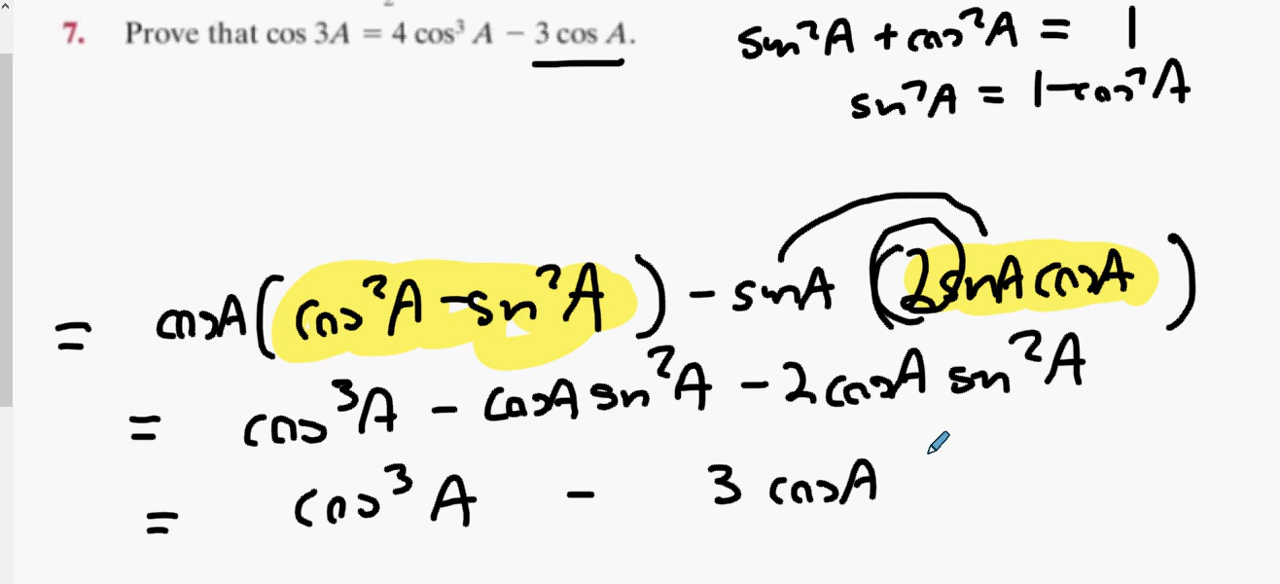 7. Prove that cos 3A = 4 cos³ A − 3 cos A.
sin²A + cos²A = 1
sin²A = 1 − cos²A
= cosA(cos²A − sin²A) − sinA (2sinA cosA)
= cos³A − cosA sin²A − 2cosA sin²A
= cos³A − 3 cosA